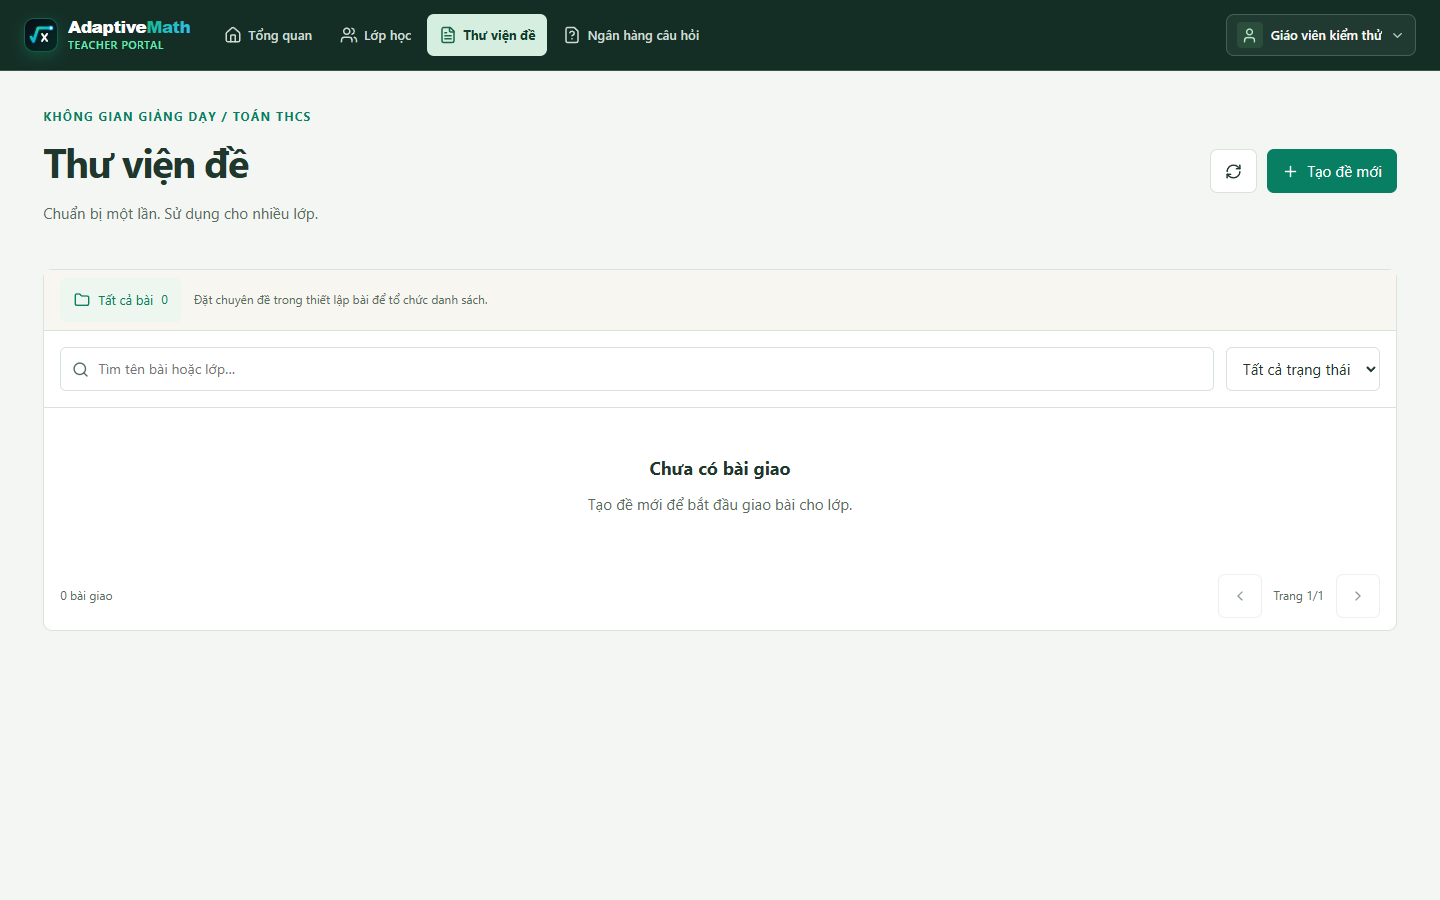 AdaptiveMath
TEACHER PORTAL
Tổng quan
Lớp học
Thư viện đề
Ngân hàng câu hỏi
Giáo viên kiểm thử
KHÔNG GIAN GIẢNG DẠY / TOÁN THCS
Thư viện đề
Tạo đề mới
Chuẩn bị một lần. Sử dụng cho nhiều lớp.
Tất cả bài 0
Đặt chuyên đề trong thiết lập bài để tổ chức danh sách.
Tìm tên bài hoặc lớp...
Tất cả trạng thái
Chưa có bài giao
Tạo đề mới để bắt đầu giao bài cho lớp.
0 bài giao
Trang 1/1